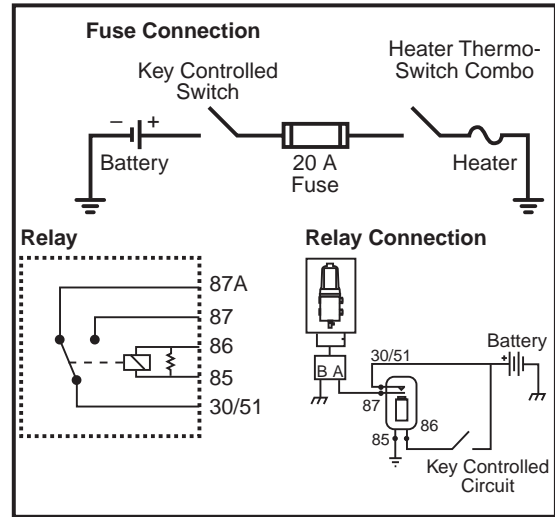 Fuse Connection
Heater Thermo-
Switch Combo
Key Controlled
Switch
– +
Battery
20 A
Fuse
Heater
Relay
87A
87
86
85
30/51
Relay Connection
Battery
30/51
+
B A
87
86
85
Key Controlled
Circuit